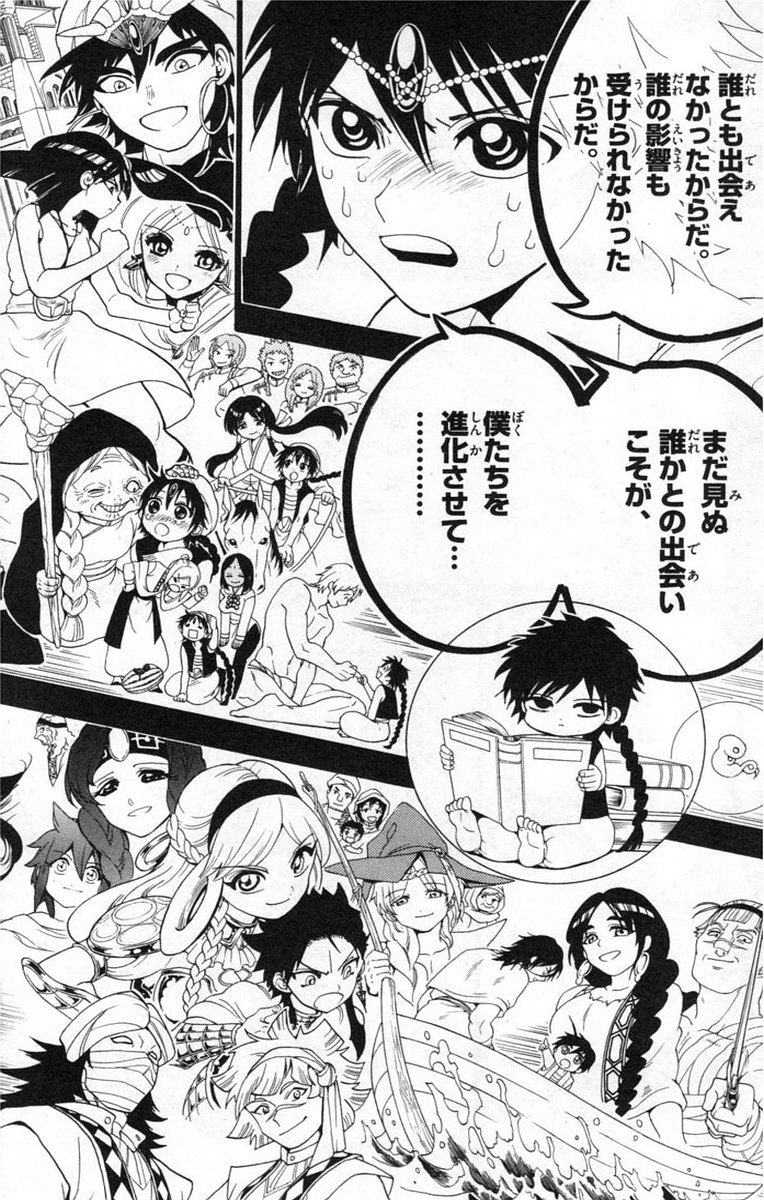 誰とも出会え
なかったからだ。
誰の影響も
受けられなかった
からだ。
まだ見ぬ
誰かとの出会い
こそが、
僕たちを
進化させて…
…………